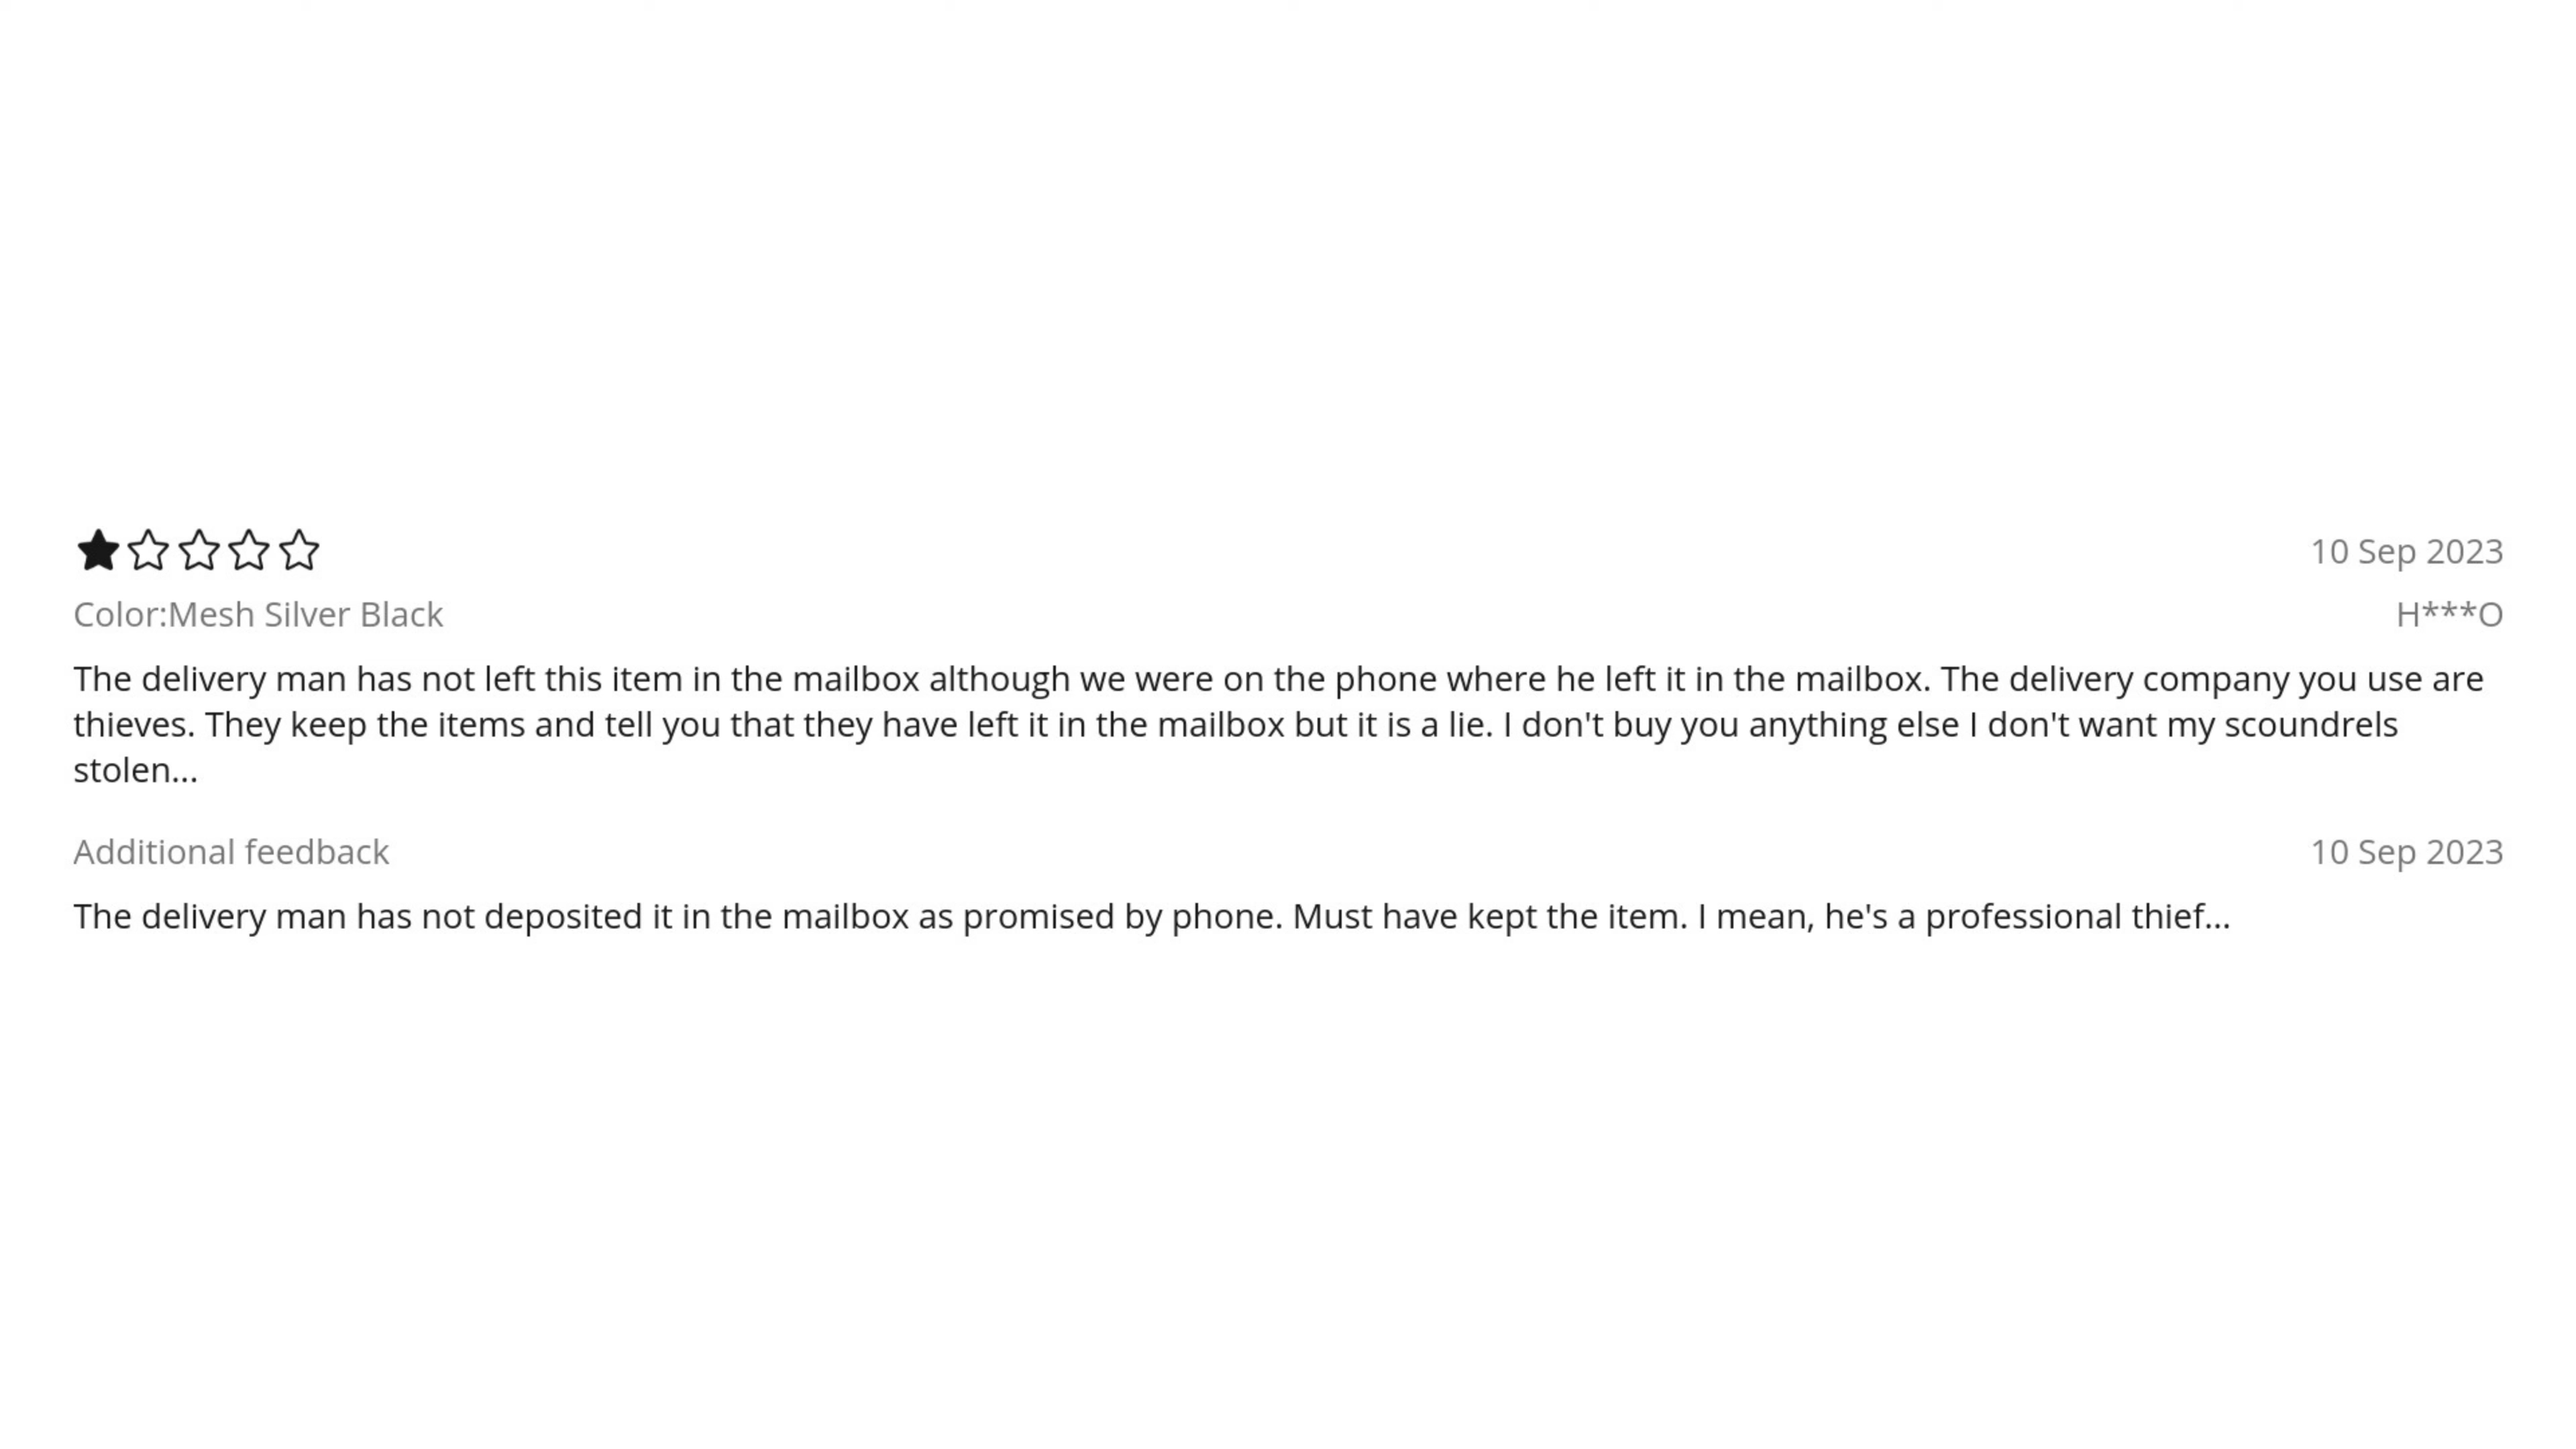 10 Sep 2023
Color:Mesh Silver Black
H***O
The delivery man has not left this item in the mailbox although we were on the phone where he left it in the mailbox. The delivery company you use are
thieves. They keep the items and tell you that they have left it in the mailbox but it is a lie. I don't buy you anything else I don't want my scoundrels
stolen...
Additional feedback
10 Sep 2023
The delivery man has not deposited it in the mailbox as promised by phone. Must have kept the item. I mean, he's a professional thief...